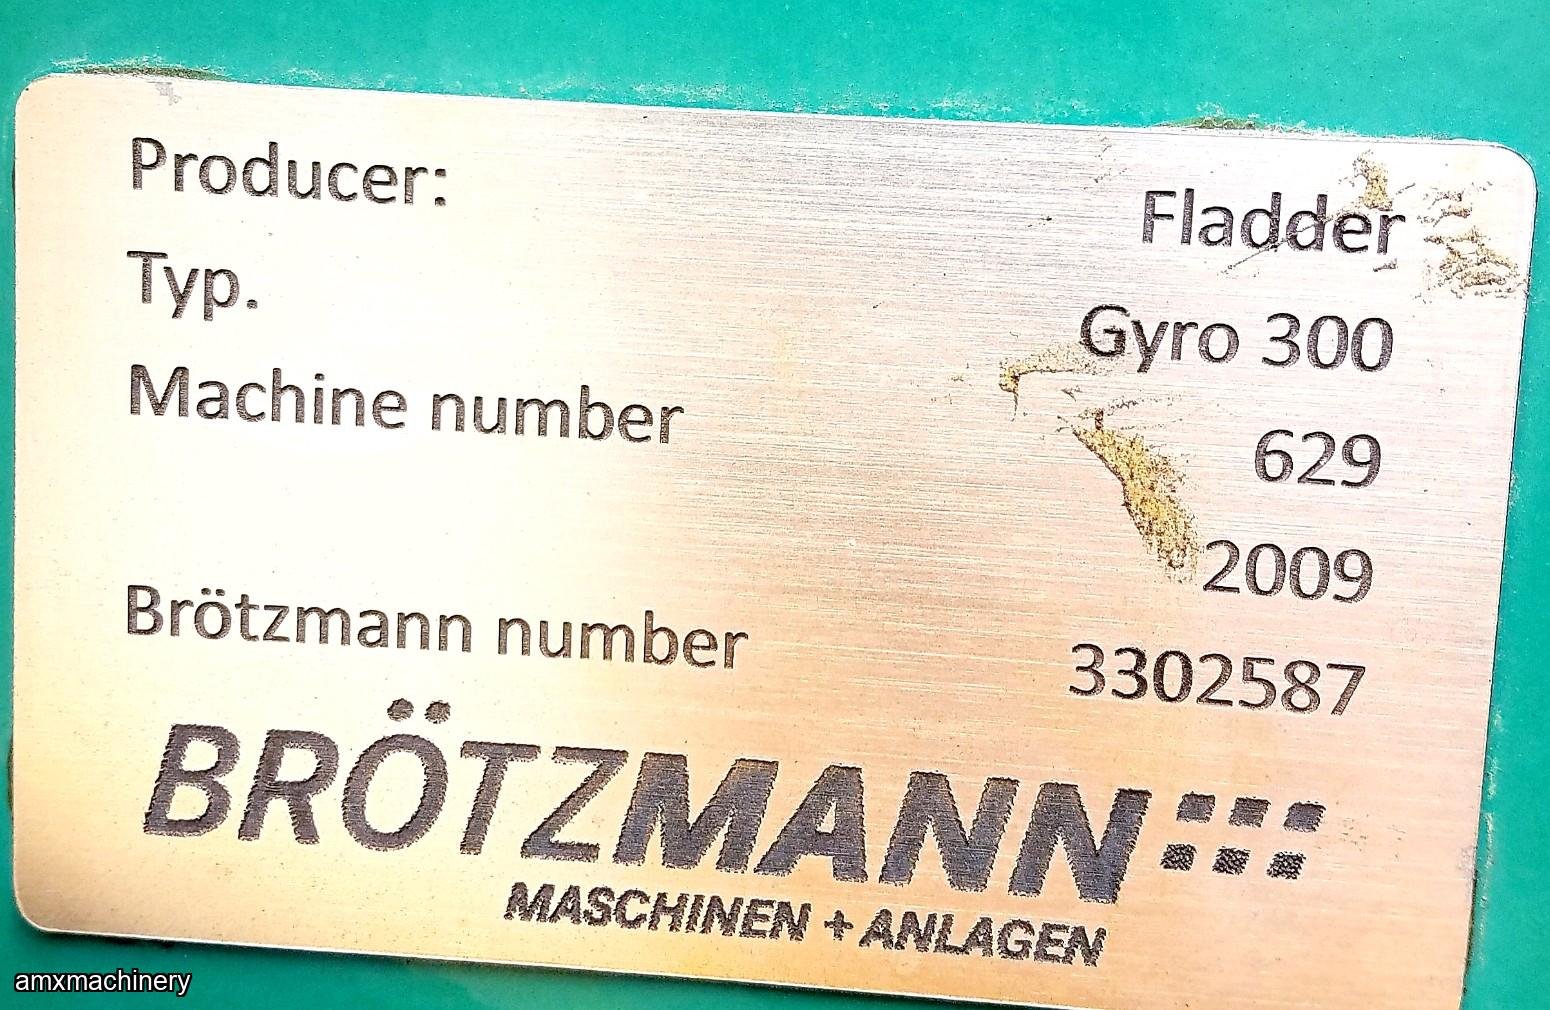 Producer: Fladder
Typ. Gyro 300
Machine number 629
2009
Brötzmann number 3302587
BRÖTZMANN
MASCHINEN + ANLAGEN
amxmachinery